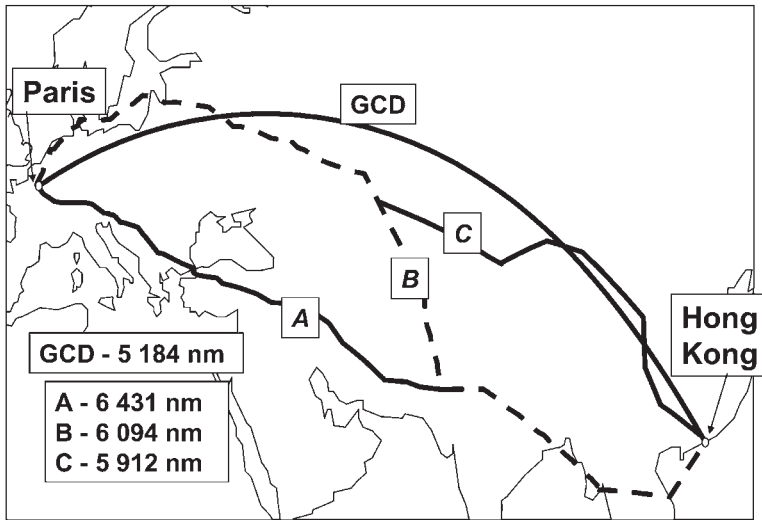 Paris
GCD
C
B
A
Hong
Kong
GCD - 5 184 nm
A - 6 431 nm
B - 6 094 nm
C - 5 912 nm